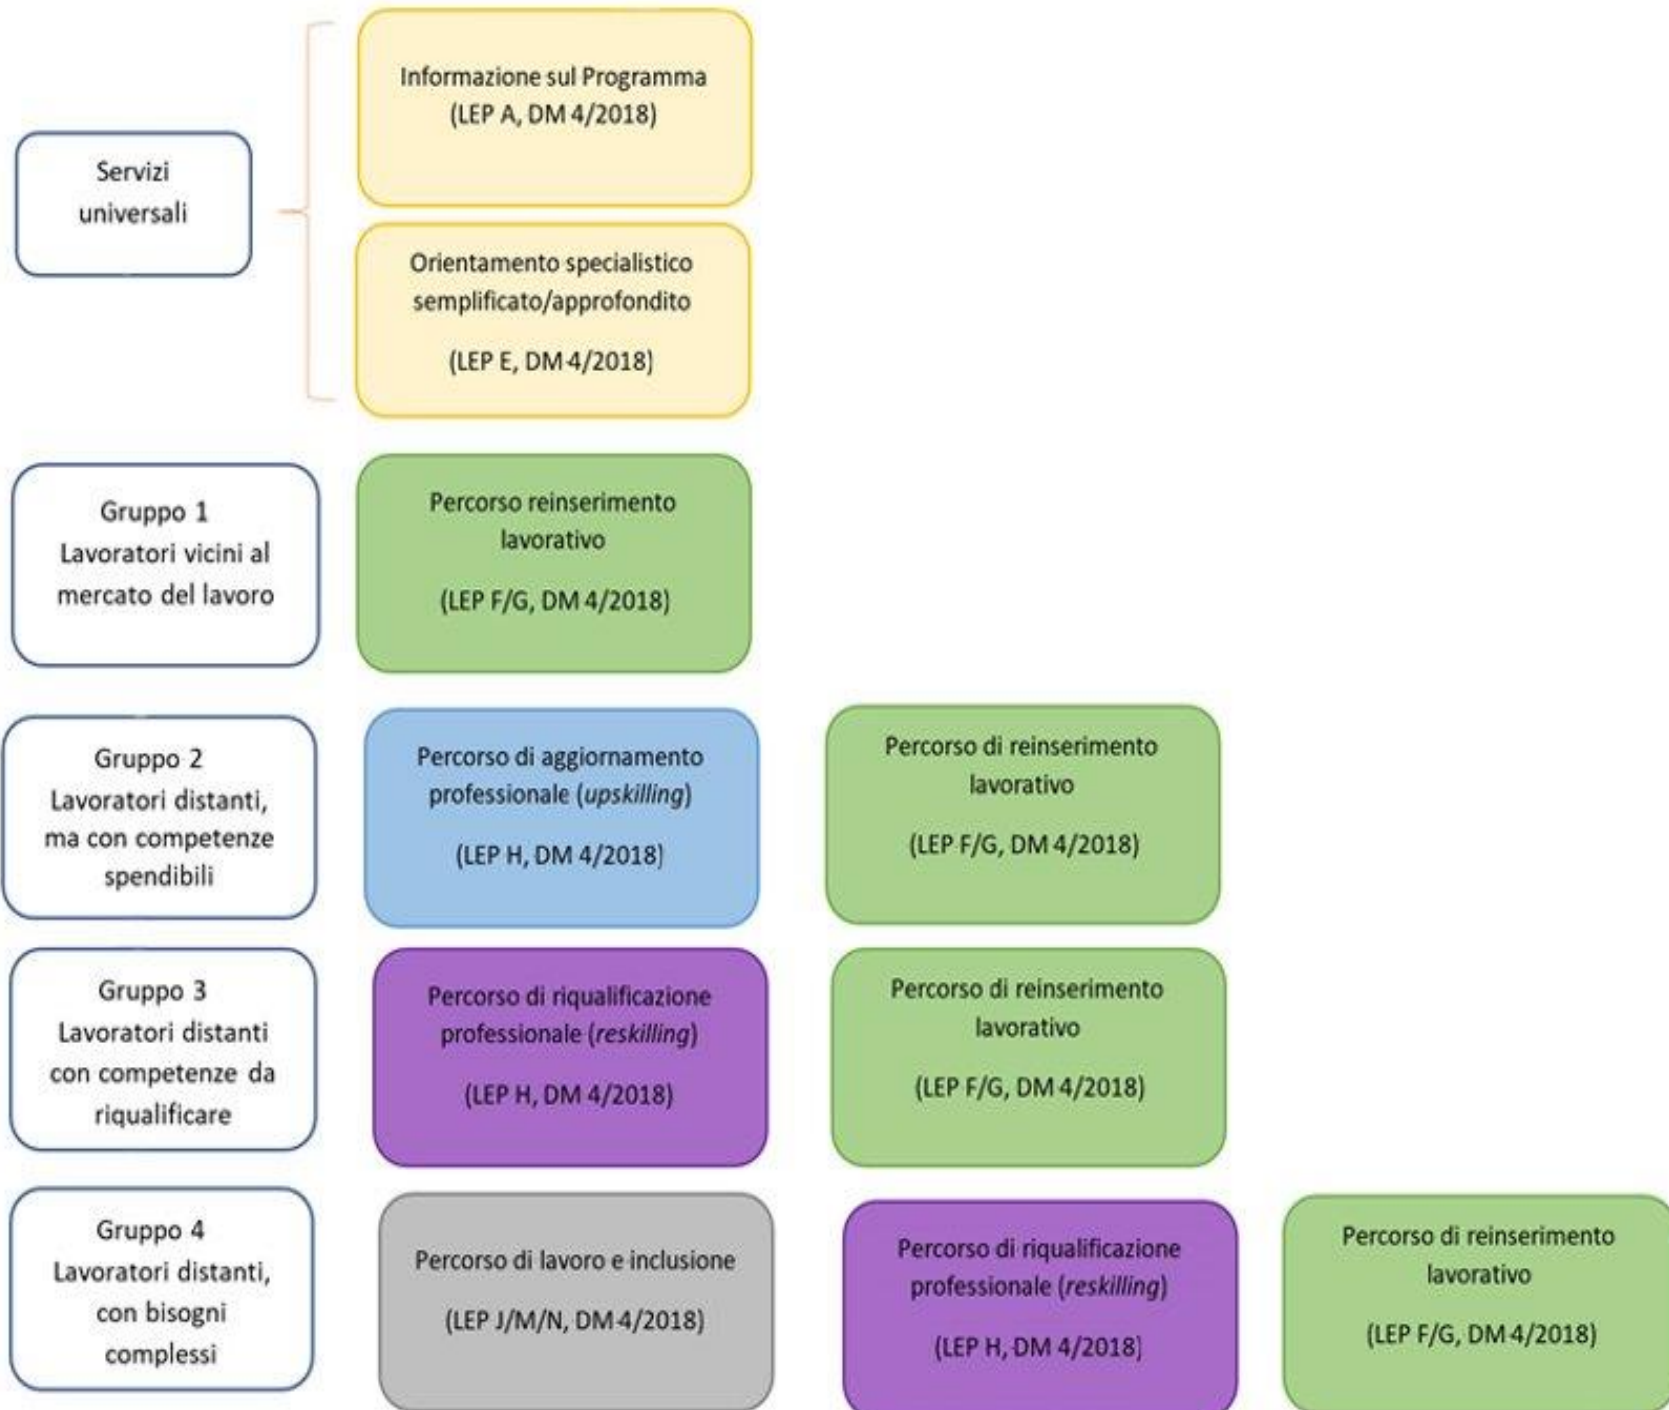 Servizi
universali
Informazione sul Programma
(LEP A, DM 4/2018)
Orientamento specialistico
semplificato/approfondito
(LEP E, DM 4/2018)
Gruppo 1
Lavoratori vicini al
mercato del lavoro
Percorso reinserimento
lavorativo
(LEP F/G, DM 4/2018)
Gruppo 2
Lavoratori distanti,
ma con competenze
spendibili
Percorso di aggiornamento
professionale (upskilling)
(LEP H, DM 4/2018)
Percorso di reinserimento
lavorativo
(LEP F/G, DM 4/2018)
Gruppo 3
Lavoratori distanti
con competenze da
riqualificare
Percorso di riqualificazione
professionale (reskilling)
(LEP H, DM 4/2018)
Percorso di reinserimento
lavorativo
(LEP F/G, DM 4/2018)
Gruppo 4
Lavoratori distanti,
con bisogni
complessi
Percorso di lavoro e inclusione
(LEP J/M/N, DM 4/2018)
Percorso di riqualificazione
professionale (reskilling)
(LEP H, DM 4/2018)
Percorso di reinserimento
lavorativo
(LEP F/G, DM 4/2018)